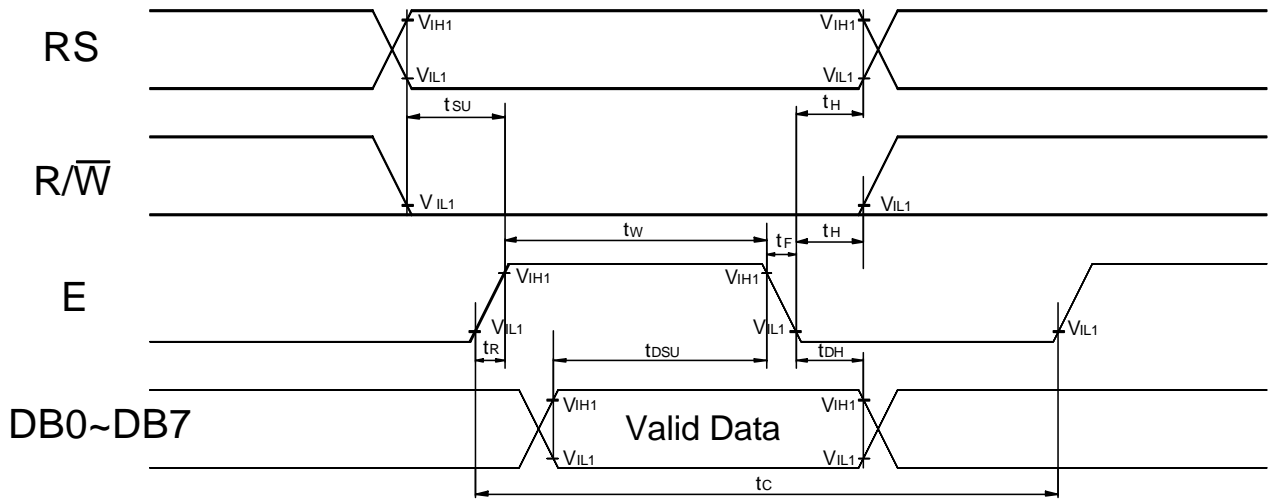 RS
VIH1
VIH1
VIL1
VIL1
tSU
tH
R/W̅
VIL1
VIL1
tW
tF
tH
E
VIH1
VIH1
VIL1
VIL1
VIL1
tR
tDSU
tDH
DB0~DB7
VIH1
Valid Data
VIH1
VIL1
VIL1
tC